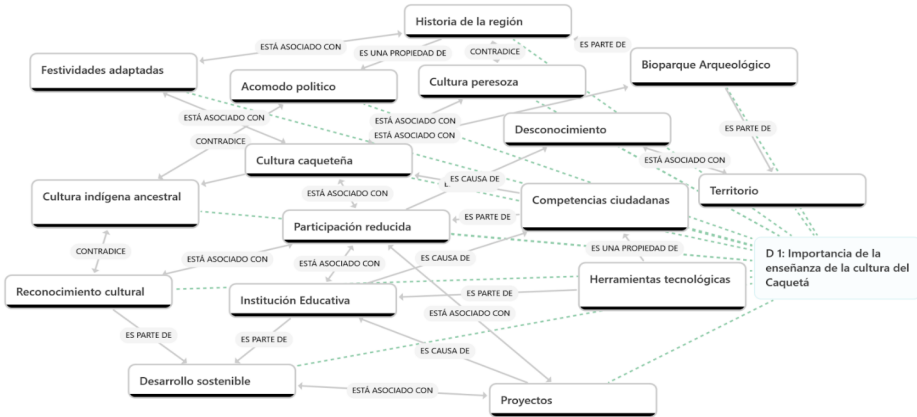 Historia de la región
ESTÁ ASOCIADO CON
ES UNA PROPIEDAD DE
CONTRADICE
ES PARTE DE
Festividades adaptadas
Acomodo politico
Cultura peresoza
Bioparque Arqueológico
ESTÁ ASOCIADO CON
ESTÁ ASOCIADO CON
ESTÁ ASOCIADO CON
CONTRADICE
Desconocimiento
ES PARTE DE
Cultura caqueteña
ESTÁ ASOCIADO CON
ES CAUSA DE
Cultura indígena ancestral
ESTÁ ASOCIADO CON
Competencias ciudadanas
Territorio
Participación reducida
ES PARTE DE
CONTRADICE
ESTÁ ASOCIADO CON
ESTÁ ASOCIADO CON
ES CAUSA DE
ES UNA PROPIEDAD DE
D 1: Importancia de la
enseñanza de la cultura del
Caquetá
Reconocimiento cultural
Institución Educativa
ES PARTE DE
Herramientas tecnológicas
ESTÁ ASOCIADO CON
ES PARTE DE
ES PARTE DE
ES CAUSA DE
Desarrollo sostenible
ESTÁ ASOCIADO CON
Proyectos